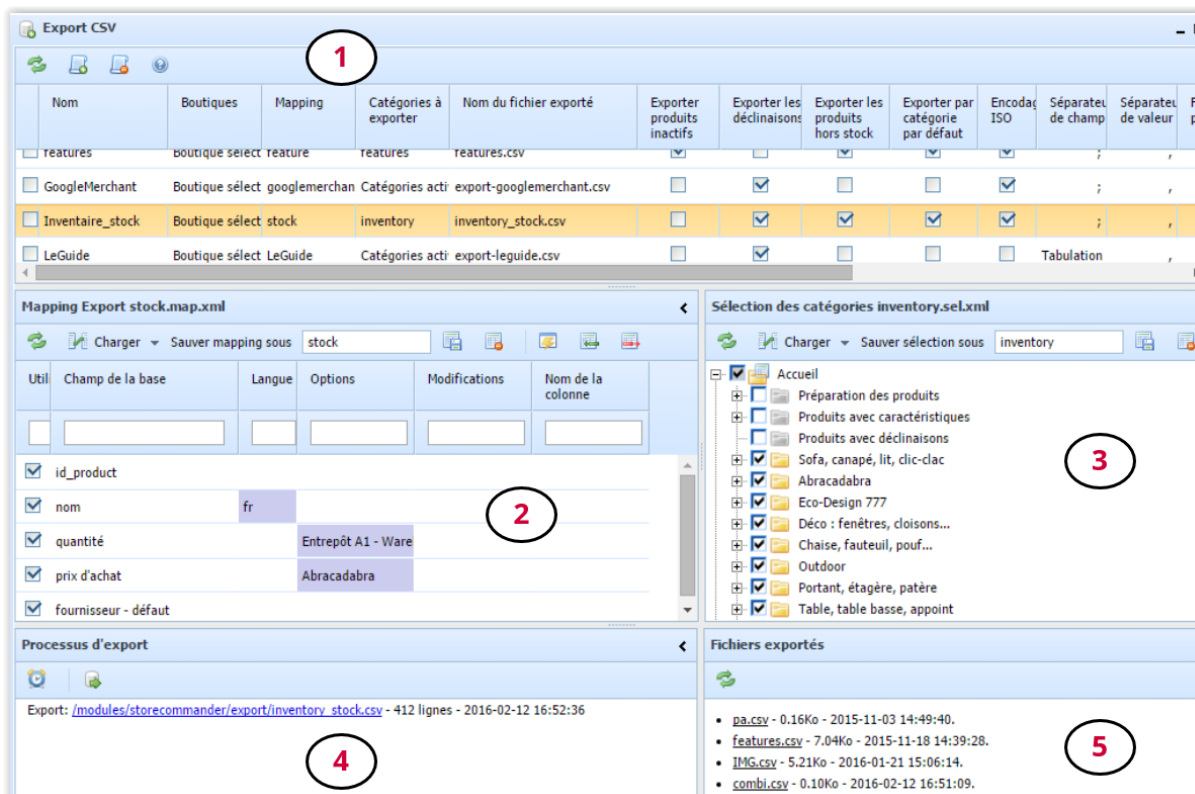 Export CSV
1
Nom Boutiques Mapping Catégories à exporter Nom du fichier exporté Exporter produits inactifs Exporter les déclinaisons Exporter les produits hors stock Exporter par catégorie par défaut Encodag ISO Séparateu de champ Séparateu de valeur
features Boutique sélect feature features features.csv ;  ,
GoogleMerchant Boutique sélect googlemerchan Catégories acti export-googlemerchant.csv ; ,
Inventaire_stock Boutique sélect stock inventory inventory_stock.csv ; ,
LeGuide Boutique sélect LeGuide Catégories acti export-leguide.csv Tabulation ,
Mapping Export stock.map.xml
Charger Sauver mapping sous stock
Util Champ de la base Langue Options Modifications Nom de la colonne
id_product
nom fr
2
quantité Entrepôt A1 - Ware
prix d'achat Abracadabra
fournisseur - défaut
Sélection des catégories inventory.sel.xml
Charger Sauver sélection sous inventory
Accueil
Préparation des produits
Produits avec caractéristiques
Produits avec déclinaisons
Sofa, canapé, lit, clic-clac
3
Abracadabra
Eco-Design 777
Déco : fenêtres, cloisons...
Chaise, fauteuil, pouf...
Outdoor
Portant, étagère, patère
Table, table basse, appoint
Processus d'export
Export: /modules/storecommander/export/inventory_stock.csv - 412 lignes - 2016-02-12 16:52:36
4
Fichiers exportés
pa.csv - 0.16Ko - 2015-11-03 14:49:40.
features.csv - 7.04Ko - 2015-11-18 14:39:28.
5
IMG.csv - 5.21Ko - 2016-01-21 15:06:14.
combi.csv - 0.10Ko - 2016-02-12 16:51:09.